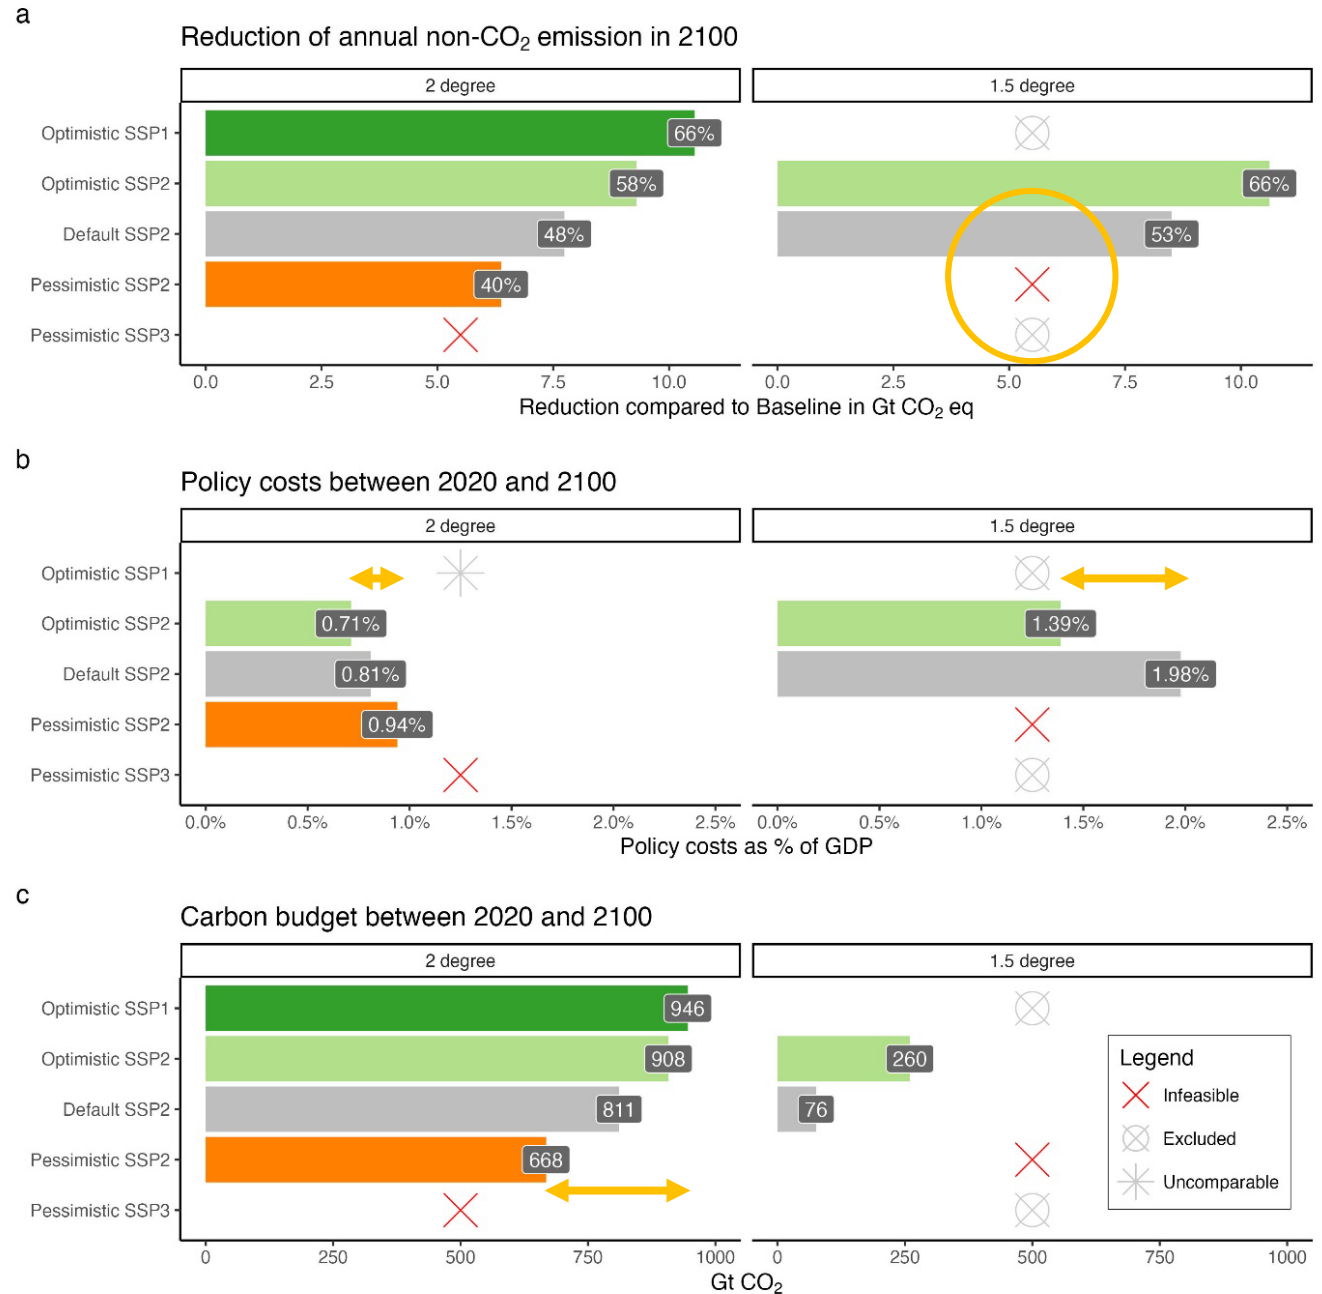 a
Reduction of annual non-CO₂ emission in 2100
2 degree
1.5 degree
Optimistic SSP1
66%
Optimistic SSP2
58%
66%
Default SSP2
48%
53%
Pessimistic SSP2
40%
Pessimistic SSP3
0.0 2.5 5.0 7.5 10.0
0.0 2.5 5.0 7.5 10.0
Reduction compared to Baseline in Gt CO₂ eq
b
Policy costs between 2020 and 2100
2 degree
1.5 degree
Optimistic SSP1
Optimistic SSP2
0.71%
1.39%
Default SSP2
0.81%
1.98%
Pessimistic SSP2
0.94%
Pessimistic SSP3
0.0% 0.5% 1.0% 1.5% 2.0% 2.5%
0.0% 0.5% 1.0% 1.5% 2.0% 2.5%
Policy costs as % of GDP
c
Carbon budget between 2020 and 2100
2 degree
1.5 degree
Optimistic SSP1
946
Optimistic SSP2
908
260
Default SSP2
811
76
Pessimistic SSP2
668
Pessimistic SSP3
Legend
Infeasible
Excluded
Uncomparable
0 250 500 750 1000
0 250 500 750 1000
Gt CO₂